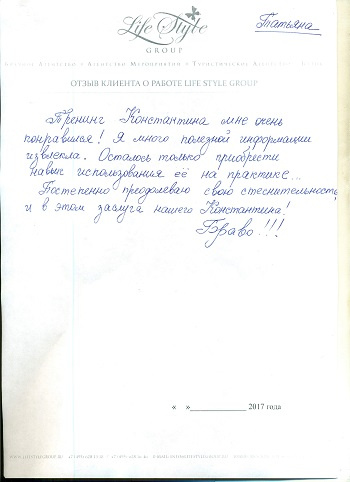 Life Style
GROUP
Татьяна
ОТЗЫВ КЛИЕНТА О РАБОТЕ LIFE STYLE GROUP
Тренинг Константина мне очень
понравился! Я много полезной информации
извлекла. Осталось только приобрести
навык использования её на практике...
Постепенно преодолеваю свою стеснительность,
и в этом заслуга нашего Константина!
Браво!!!
« »____________ 2017 года